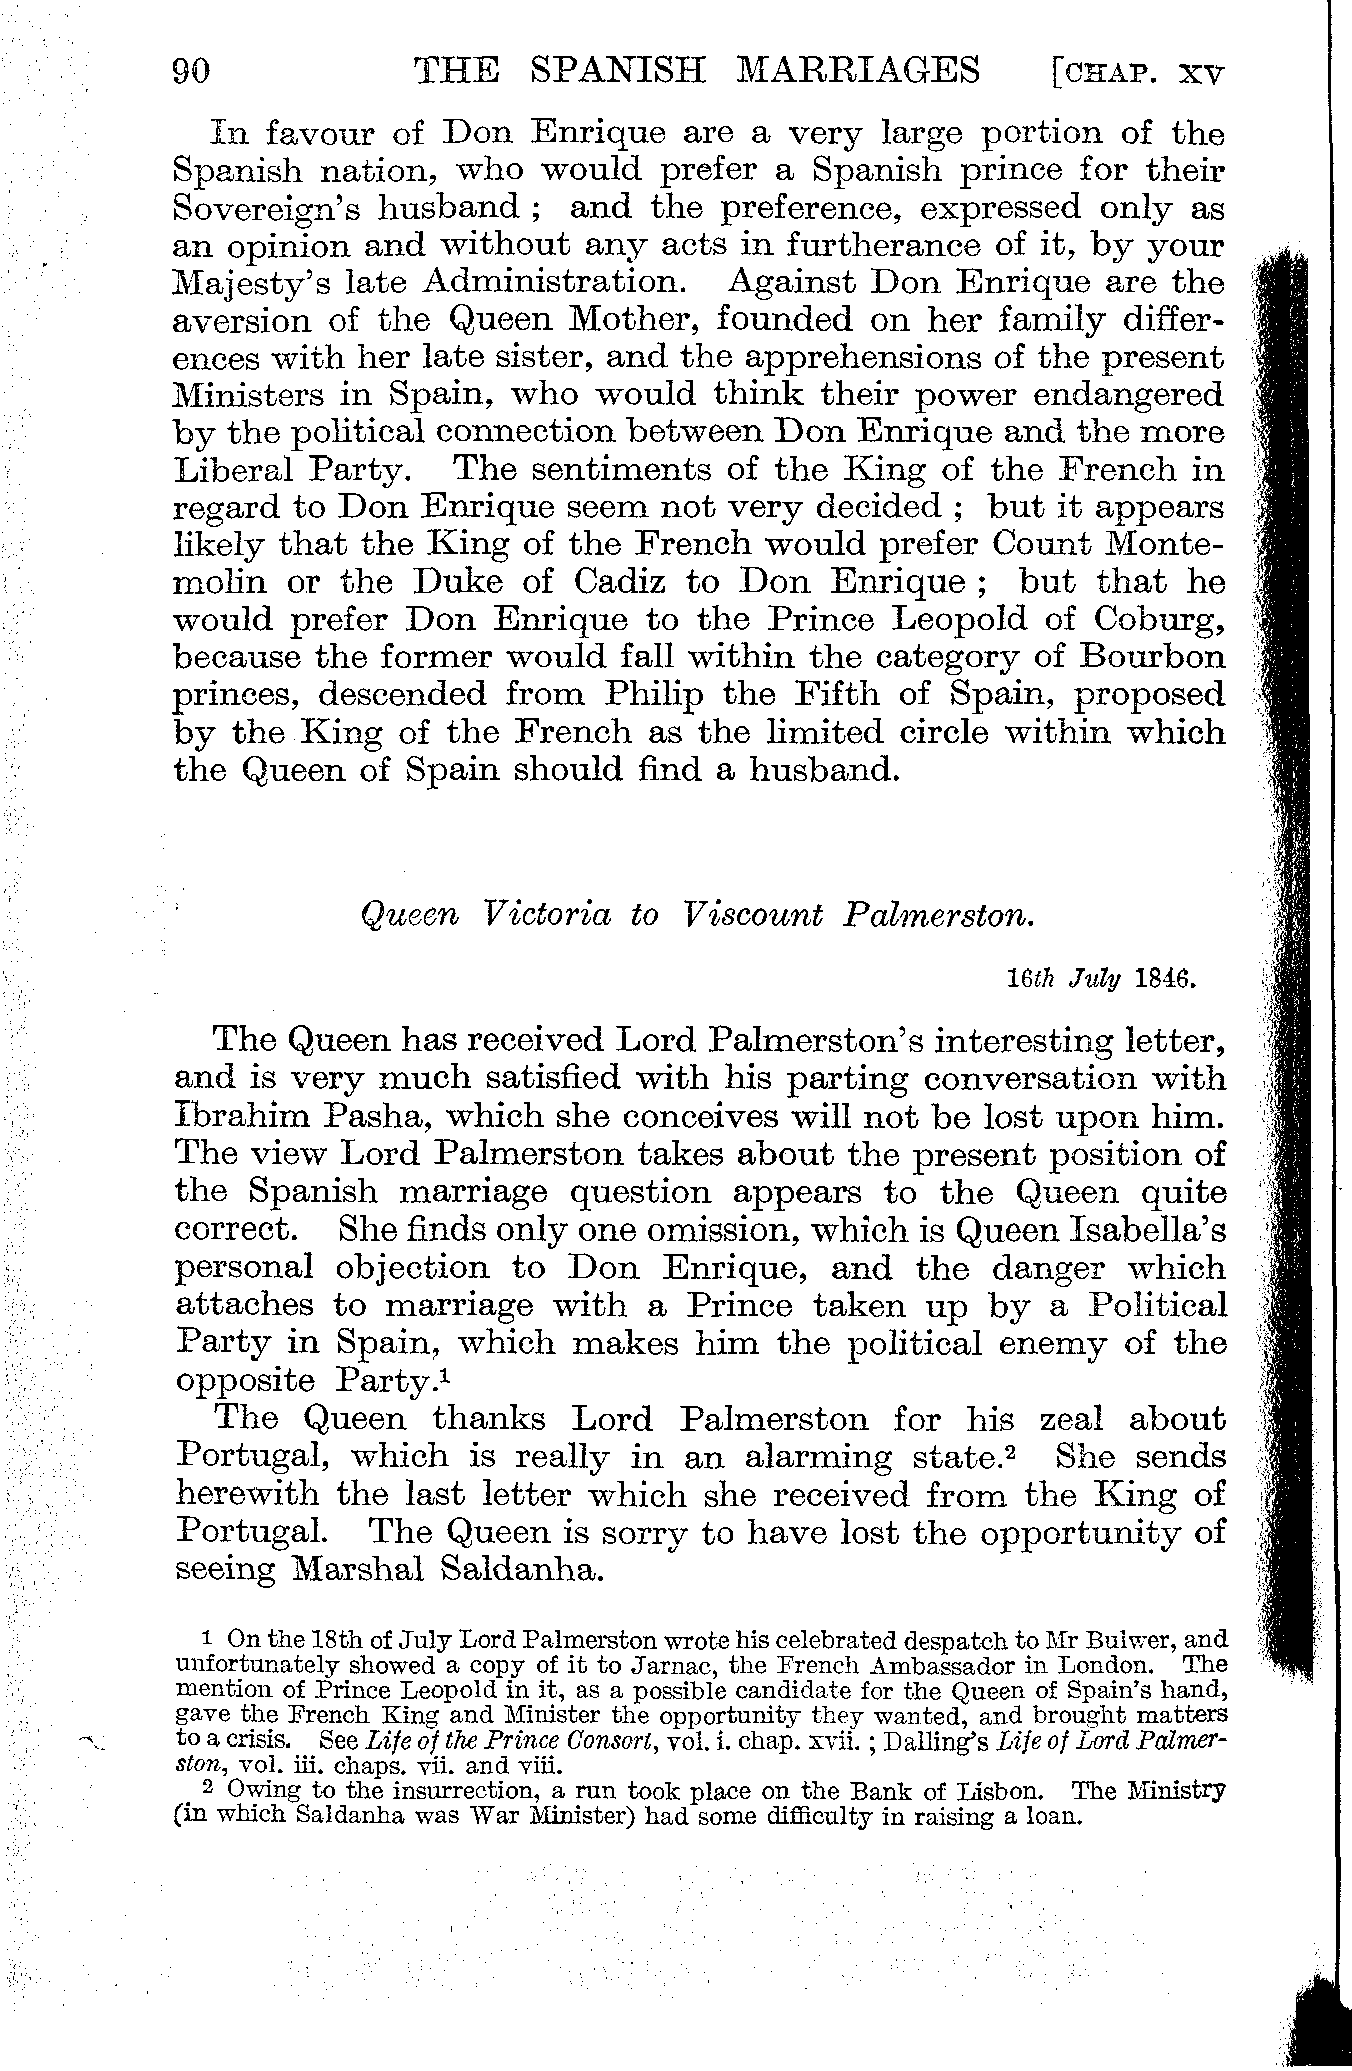 90 THE SPANISH MARRIAGES [CHAP. XV
In favour of Don Enrique are a very large portion of the
Spanish nation, who would prefer a Spanish prince for their
Sovereign's husband ; and the preference, expressed only as
an opinion and without any acts in furtherance of it, by your
Majesty's late Administration. Against Don Enrique are the
aversion of the Queen Mother, founded on her family differ-
ences with her late sister, and the apprehensions of the present
Ministers in Spain, who would think their power endangered
by the political connection between Don Enrique and the more
Liberal Party. The sentiments of the King of the French in
regard to Don Enrique seem not very decided ; but it appears
likely that the King of the French would prefer Count Monte-
molin or the Duke of Cadiz to Don Enrique ; but that he
would prefer Don Enrique to the Prince Leopold of Coburg,
because the former would fall within the category of Bourbon
princes, descended from Philip the Fifth of Spain, proposed
by the King of the French as the limited circle within which
the Queen of Spain should find a husband.
Queen Victoria to Viscount Palmerston.
16th July 1846.
The Queen has received Lord Palmerston's interesting letter,
and is very much satisfied with his parting conversation with
Ibrahim Pasha, which she conceives will not be lost upon him.
The view Lord Palmerston takes about the present position of
the Spanish marriage question appears to the Queen quite
correct. She finds only one omission, which is Queen Isabella's
personal objection to Don Enrique, and the danger which
attaches to marriage with a Prince taken up by a Political
Party in Spain, which makes him the political enemy of the
opposite Party.¹
The Queen thanks Lord Palmerston for his zeal about
Portugal, which is really in an alarming state.² She sends
herewith the last letter which she received from the King of
Portugal. The Queen is sorry to have lost the opportunity of
seeing Marshal Saldanha.
1 On the 18th of July Lord Palmerston wrote his celebrated despatch to Mr Bulwer, and
unfortunately showed a copy of it to Jarnac, the French Ambassador in London. The
mention of Prince Leopold in it, as a possible candidate for the Queen of Spain's hand,
gave the French King and Minister the opportunity they wanted, and brought matters
to a crisis. See Life of the Prince Consort, vol. i. chap. xvii. ; Dalling's Life of Lord Palmer-
ston, vol. iii. chaps. vii. and viii.
2 Owing to the insurrection, a run took place on the Bank of Lisbon. The Ministry
(in which Saldanha was War Minister) had some difficulty in raising a loan.